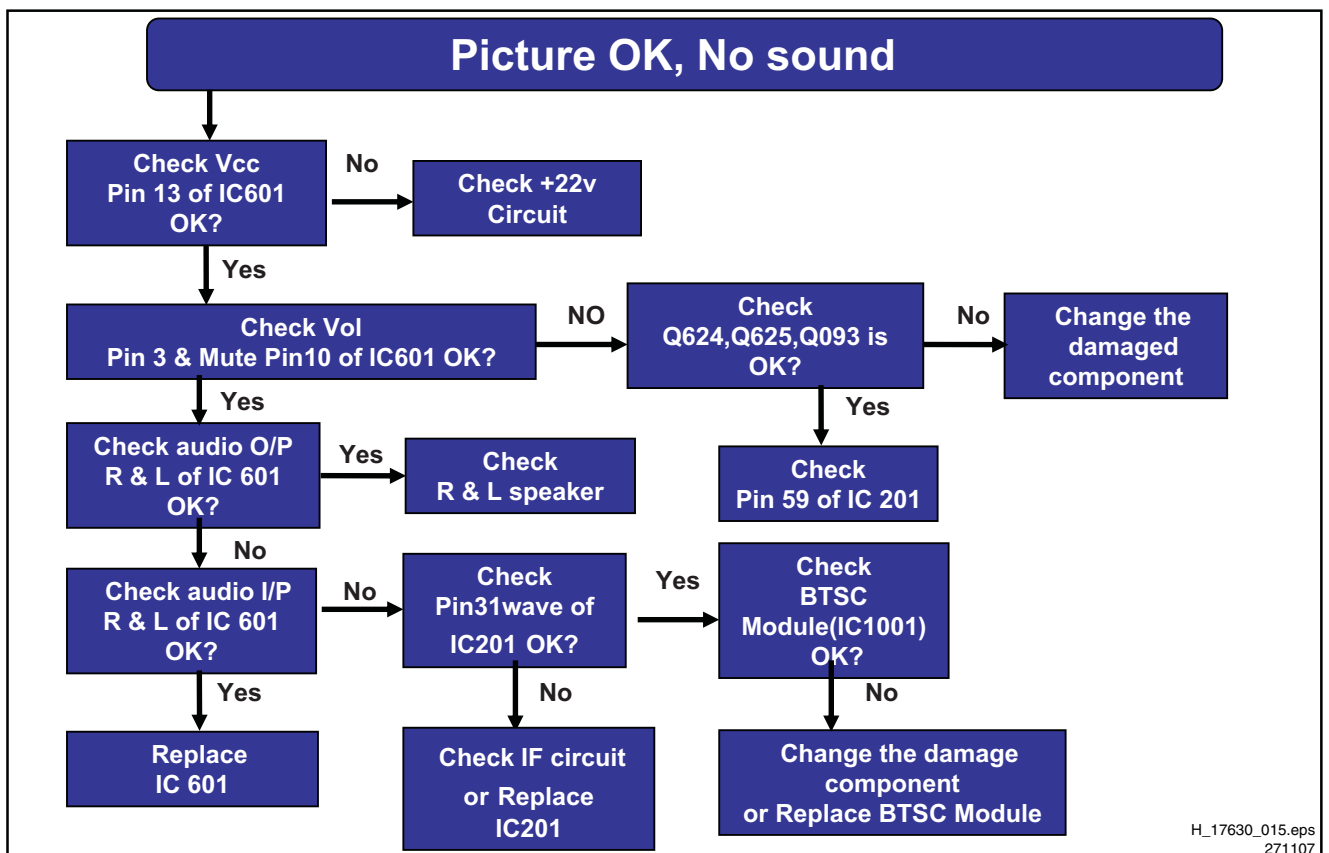 Picture OK, No sound
Check Vcc
Pin 13 of IC601
OK?
No
Check +22v
Circuit
Yes
Check Vol
Pin 3 & Mute Pin10 of IC601 OK?
NO
Check
Q624,Q625,Q093 is
OK?
No
Change the
damaged
component
Yes
Yes
Check audio O/P
R & L of IC 601
OK?
Yes
Check
R & L speaker
Check
Pin 59 of IC 201
No
Check audio I/P
R & L of IC 601
OK?
No
Check
Pin31wave of
IC201 OK?
Yes
Check
BTSC
Module(IC1001)
OK?
Yes
No
No
Replace
IC 601
Check IF circuit
or Replace
IC201
Change the damage
component
or Replace BTSC Module
H_17630_015.eps
271107